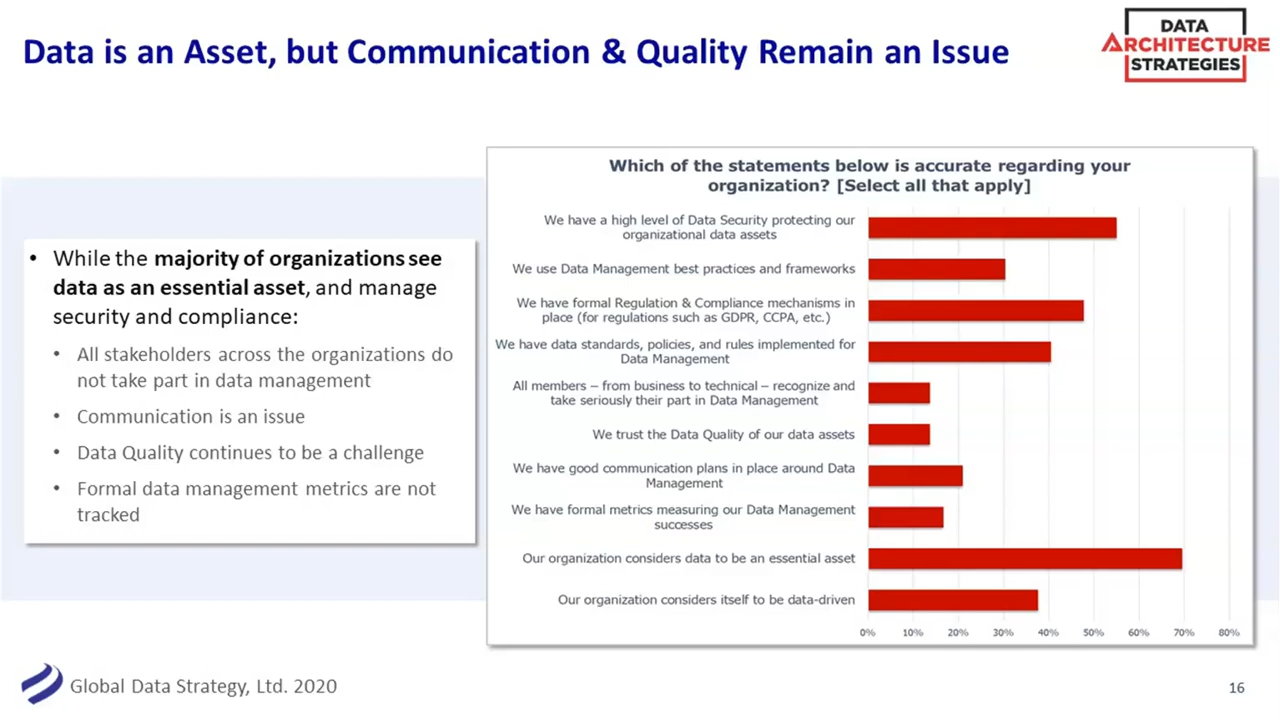 Data is an Asset, but Communication & Quality Remain an Issue
DATA
ARCHITECTURE
STRATEGIES
• While the majority of organizations see
data as an essential asset, and manage
security and compliance:
• All stakeholders across the organizations do
not take part in data management
• Communication is an issue
• Data Quality continues to be a challenge
• Formal data management metrics are not
tracked
Which of the statements below is accurate regarding your
organization? [Select all that apply]
We have a high level of Data Security protecting our
organizational data assets
We use Data Management best practices and frameworks
We have formal Regulation & Compliance mechanisms in
place (for regulations such as GDPR, CCPA, etc.)
We have data standards, policies, and rules implemented for
Data Management
All members – from business to technical – recognize and
take seriously their part in Data Management
We trust the Data Quality of our data assets
We have good communication plans in place around Data
Management
We have formal metrics measuring our Data Management
successes
Our organization considers data to be an essential asset
Our organization considers itself to be data-driven
0% 10% 20% 30% 40% 50% 60% 70% 80%
Global Data Strategy, Ltd. 2020
16